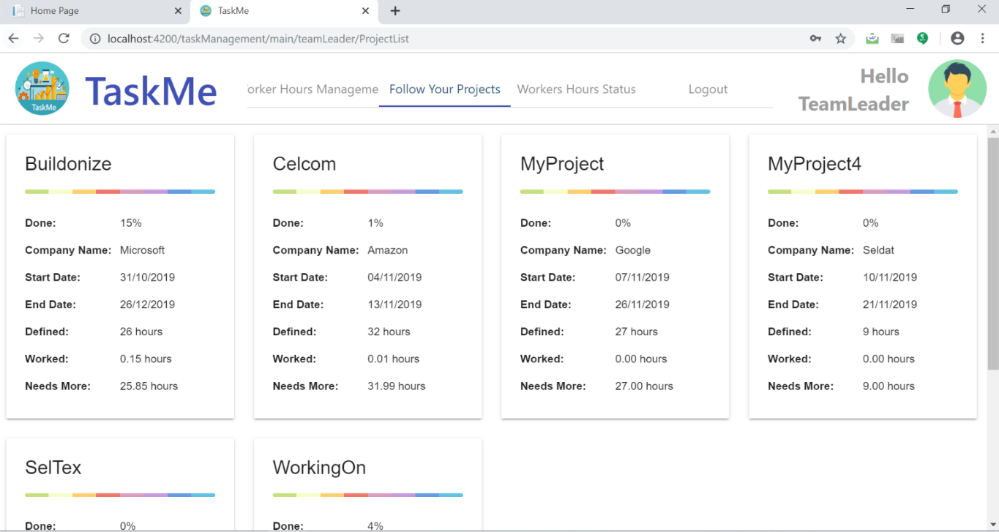 Home Page
TaskMe
localhost:4200/taskManagement/main/teamLeader/ProjectList
TaskMe
TaskMe
orker Hours Manageme
Follow Your Projects
Workers Hours Status
Logout
Hello
TeamLeader
Buildonize
Done: 15%
Company Name: Microsoft
Start Date: 31/10/2019
End Date: 26/12/2019
Defined: 26 hours
Worked: 0.15 hours
Needs More: 25.85 hours
Celcom
Done: 1%
Company Name: Amazon
Start Date: 04/11/2019
End Date: 13/11/2019
Defined: 32 hours
Worked: 0.01 hours
Needs More: 31.99 hours
MyProject
Done: 0%
Company Name: Google
Start Date: 07/11/2019
End Date: 26/11/2019
Defined: 27 hours
Worked: 0.00 hours
Needs More: 27.00 hours
MyProject4
Done: 0%
Company Name: Seldat
Start Date: 10/11/2019
End Date: 21/11/2019
Defined: 9 hours
Worked: 0.00 hours
Needs More: 9.00 hours
SelTex
Done: 0%
WorkingOn
Done: 4%